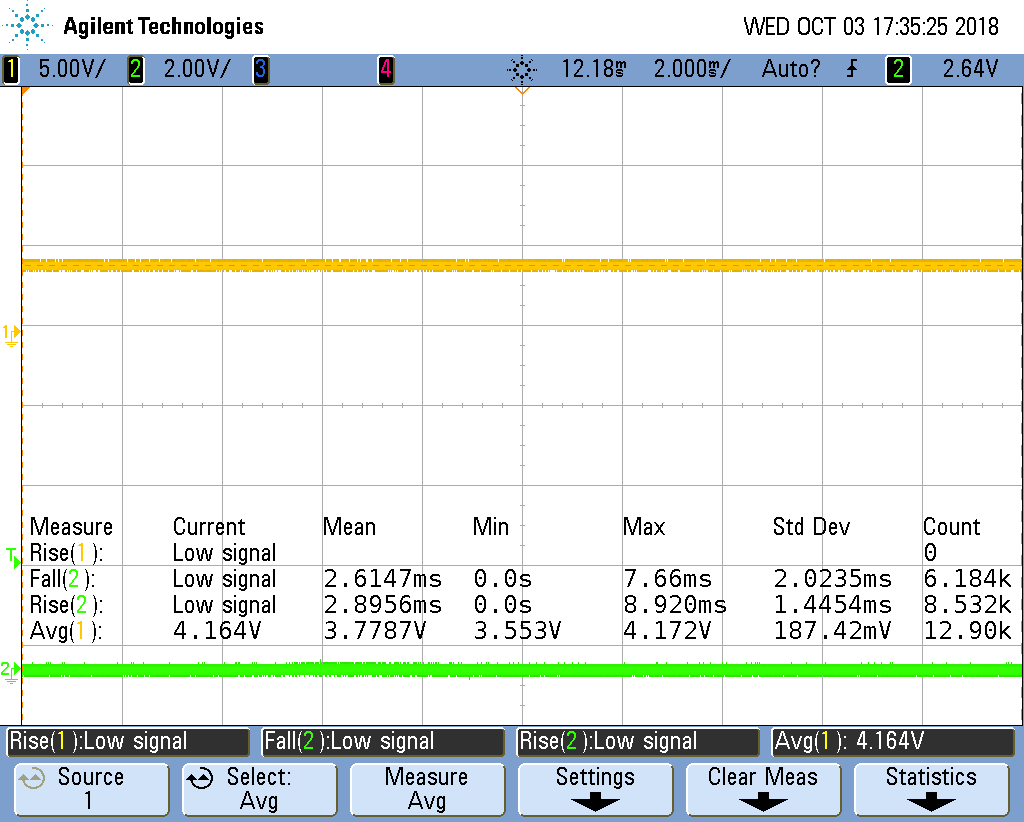 Agilent Technologies WED OCT 03 17:35:25 2018
1 5.00V/ 2 2.00V/ 3 4 12.18ms 2.000ms/ Auto? 2 2.64V
1
Measure Current Mean Min Max Std Dev Count
T Rise(1): Low signal 0
Fall(2): Low signal 2.6147ms 0.0s 7.66ms 2.0235ms 6.184k
Rise(2): Low signal 2.8956ms 0.0s 8.920ms 1.4454ms 8.532k
Avg(1): 4.164V 3.7787V 3.553V 4.172V 187.42mV 12.90k
2
Rise(1):Low signal Fall(2):Low signal Rise(2):Low signal Avg(1): 4.164V
Source Select: Measure Settings Clear Meas Statistics
1 Avg Avg